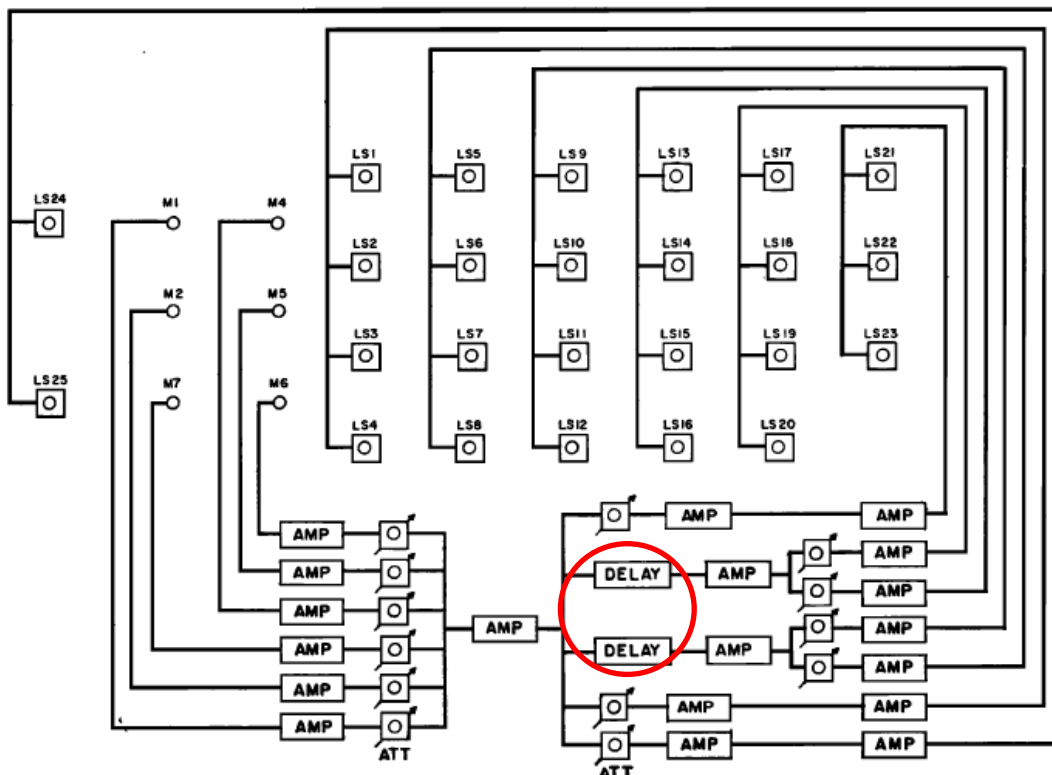 LS1 LS5 LS9 LS13 LS17 LS21
LS24 M1 M4
LS2 LS6 LS10 LS14 LS18 LS22
M2 M5
LS3 LS7 LS11 LS15 LS19 LS23
LS25 M7 M6
LS4 LS8 LS12 LS16 LS20
AMP AMP AMP
AMP DELAY AMP AMP
AMP AMP
AMP AMP AMP
AMP DELAY AMP AMP
AMP AMP AMP
AMP AMP AMP
ATT ATT